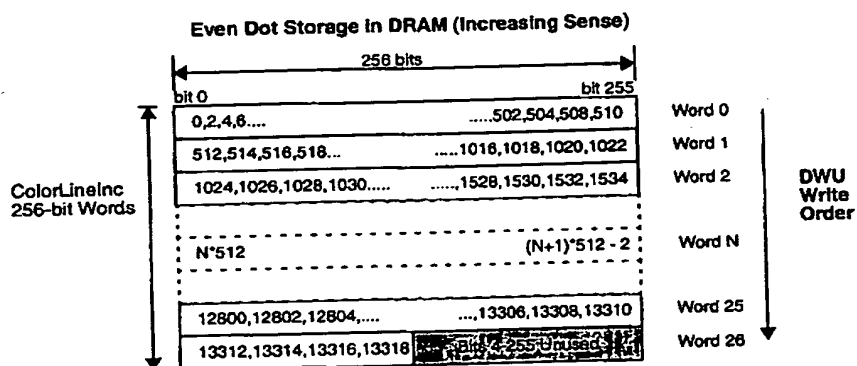 Even Dot Storage in DRAM (Increasing Sense)
256 bits
bit 0 bit 255
0,2,4,6.... .....502,504,508,510 Word 0
512,514,516,518... .....1016,1018,1020,1022 Word 1
1024,1026,1028,1030..... .....,1528,1530,1532,1534 Word 2
ColorLineInc
256-bit Words
DWU
Write
Order
N*512 (N+1)*512 - 2 Word N
12800,12802,12804,.... ...,13306,13308,13310 Word 25
13312,13314,13316,13318 Bits 4-255 Unused Word 26